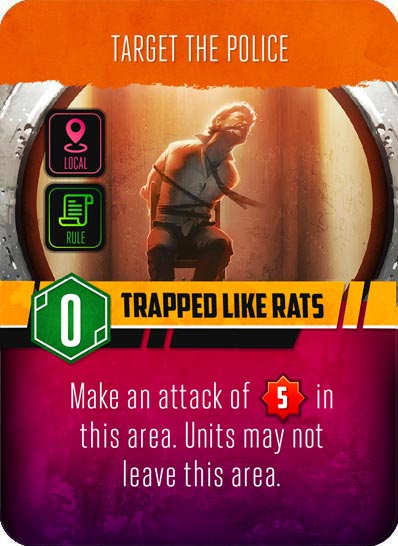 TARGET THE POLICE
LOCAL
RULE
0
TRAPPED LIKE RATS
Make an attack of 5 in
this area. Units may not
leave this area.